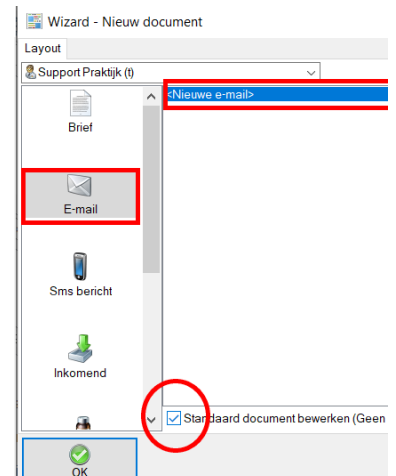 Wizard - Nieuw document
Layout
Support Praktijk (t)
<Nieuwe e-mail>
Brief
E-mail
Sms bericht
Inkomend
Standaard document bewerken (Geen
OK